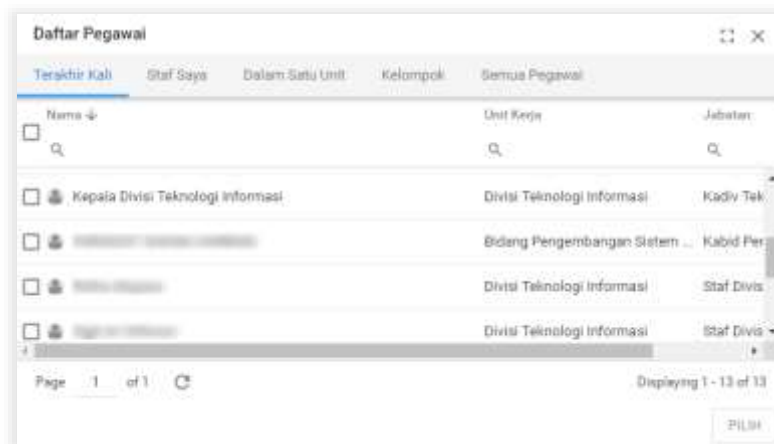 Daftar Pegawai
Terakhir Kali Staf Saya Dalam Satu Unit Kelompok Semua Pegawai
Nama Unit Kerja Jabatan
Kepala Divisi Teknologi Informasi Divisi Teknologi Informasi Kadiv Tek
Bidang Pengembangan Sistem ... Kabid Per
Divisi Teknologi Informasi Staf Divis
Divisi Teknologi Informasi Staf Divis
Page 1 of 1 Displaying 1 - 13 of 13
PILIH